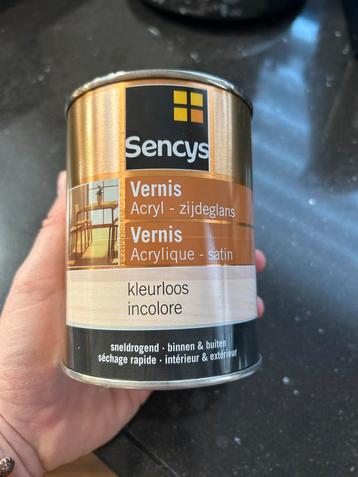 Sencys
Vernis
Acryl - zijdeglans
Vernis
Acrylique - satin
kleurloos
incolore
sneldrogend · binnen & buiten
séchage rapide · intérieur & extérieur